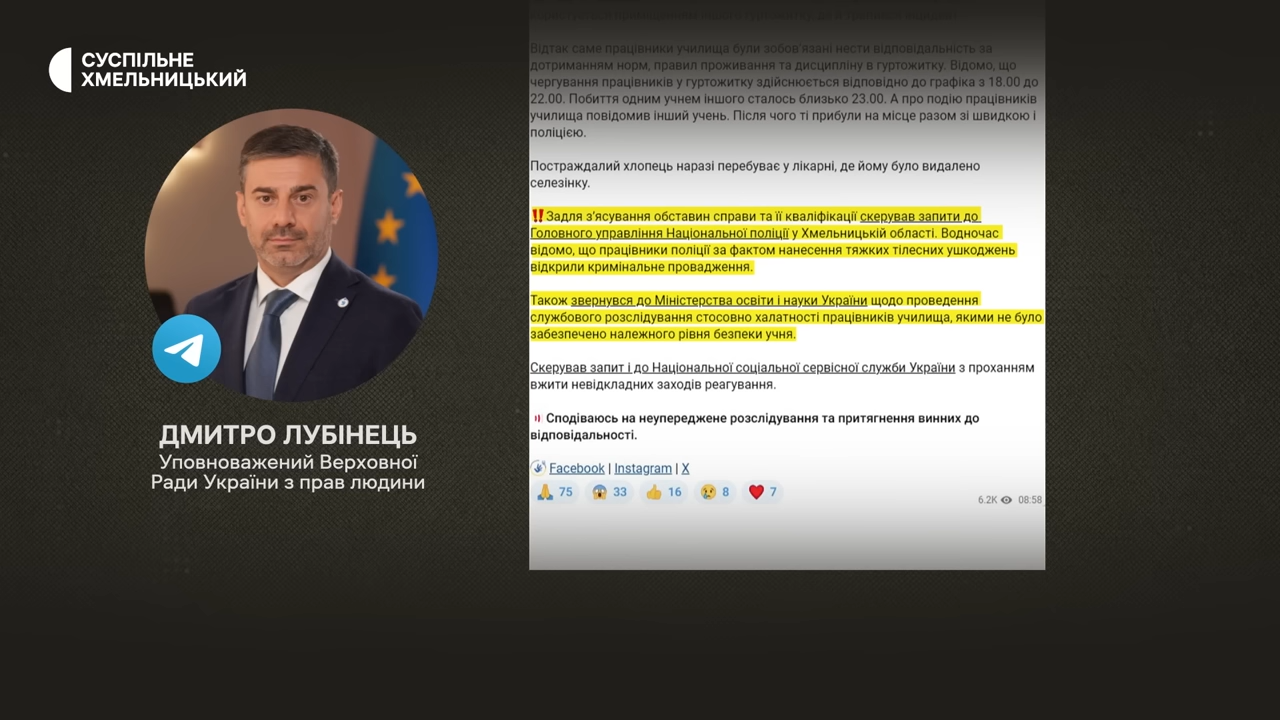 СУСПІЛЬНЕ
ХМЕЛЬНИЦЬКИЙ
ДМИТРО ЛУБІНЕЦЬ
Уповноважений Верховної
Ради України з прав людини
Відтак саме працівники училища були зобов'язані нести відповідальність за
дотриманням норм, правил проживання та дисципліну в гуртожитку. Відомо, що
чергування працівників у гуртожитку здійснюється відповідно до графіка з 18.00 до
22.00. Побиття одним учнем іншого сталось близько 23.00. А про подію працівників
училища повідомив інший учень. Після чого ті прибули на місце разом зі швидкою і
поліцією.
Постраждалий хлопець наразі перебуває у лікарні, де йому було видалено
селезінку.
‼️Задля з'ясування обставин справи та її кваліфікації скерував запити до
Головного управління Національної поліції у Хмельницькій області. Водночас
відомо, що працівники поліції за фактом нанесення тяжких тілесних ушкоджень
відкрили кримінальне провадження.
Також звернувся до Міністерства освіти і науки України щодо проведення
службового розслідування стосовно халатності працівників училища, якими не було
забезпечено належного рівня безпеки учня.
Скерував запит і до Національної соціальної сервісної служби України з проханням
вжити невідкладних заходів реагування.
Сподіваюсь на неупереджене розслідування та притягнення винних до
відповідальності.
Facebook | Instagram | X
🙏 75 😱 33 👍 16 😢 8 ❤️ 7
6.2K 08:58